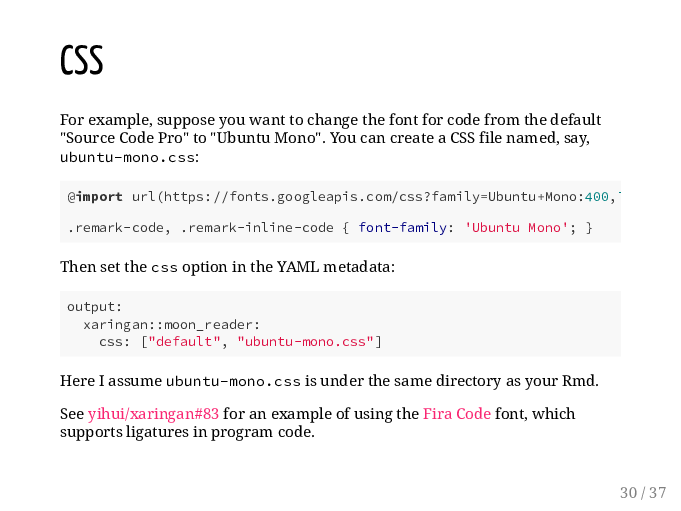 CSS
For example, suppose you want to change the font for code from the default
"Source Code Pro" to "Ubuntu Mono". You can create a CSS file named, say,
ubuntu-mono.css:
@import url(https://fonts.googleapis.com/css?family=Ubuntu+Mono:400,
.remark-code, .remark-inline-code { font-family: 'Ubuntu Mono'; }
Then set the css option in the YAML metadata:
output:
  xaringan::moon_reader:
    css: ["default", "ubuntu-mono.css"]
Here I assume ubuntu-mono.css is under the same directory as your Rmd.
See yihui/xaringan#83 for an example of using the Fira Code font, which
supports ligatures in program code.
30 / 37